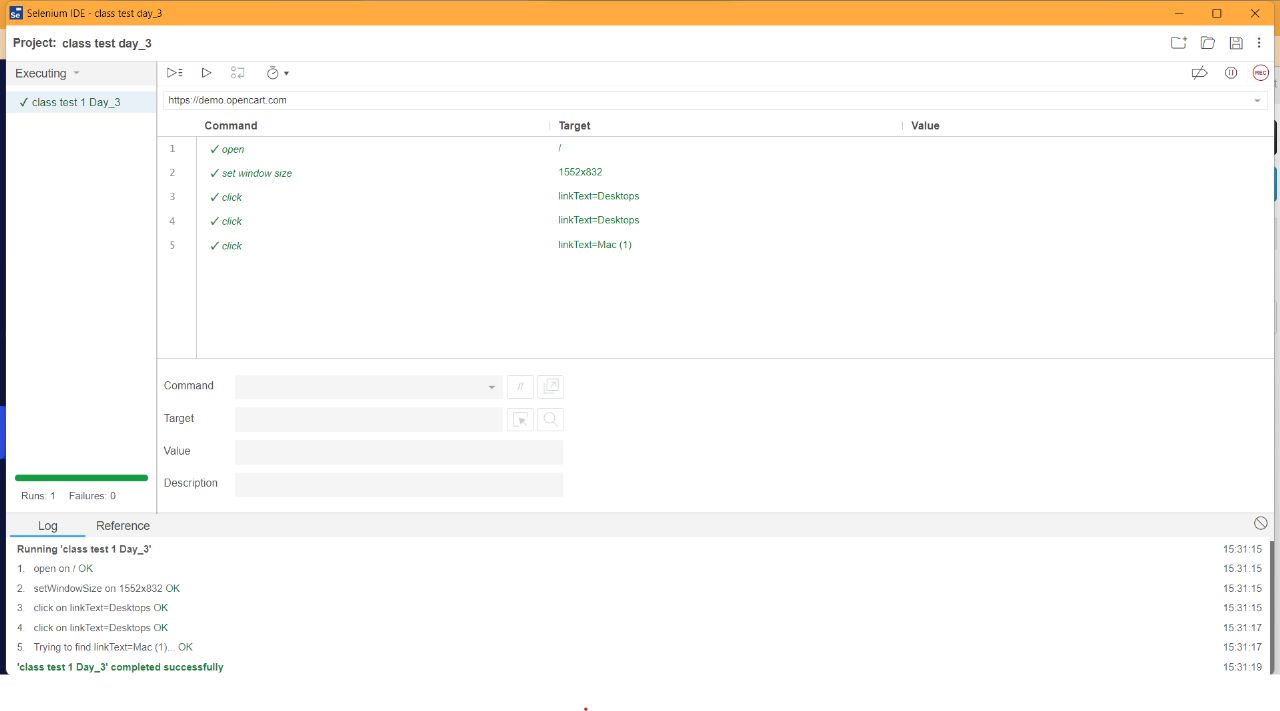 Se Selenium IDE - class test day_3
Project: class test day_3
Executing
✓ class test 1 Day_3
REC
https://demo.opencart.com
Command Target Value
1 ✓ open /
2 ✓ set window size 1552x832
3 ✓ click linkText=Desktops
4 ✓ click linkText=Desktops
5 ✓ click linkText=Mac (1)
Command //
Target
Value
Description
Runs: 1 Failures: 0
Log Reference
Running 'class test 1 Day_3' 15:31:15
1. open on / OK 15:31:15
2. setWindowSize on 1552x832 OK 15:31:15
3. click on linkText=Desktops OK 15:31:15
4. click on linkText=Desktops OK 15:31:17
5. Trying to find linkText=Mac (1)... OK 15:31:17
'class test 1 Day_3' completed successfully 15:31:19